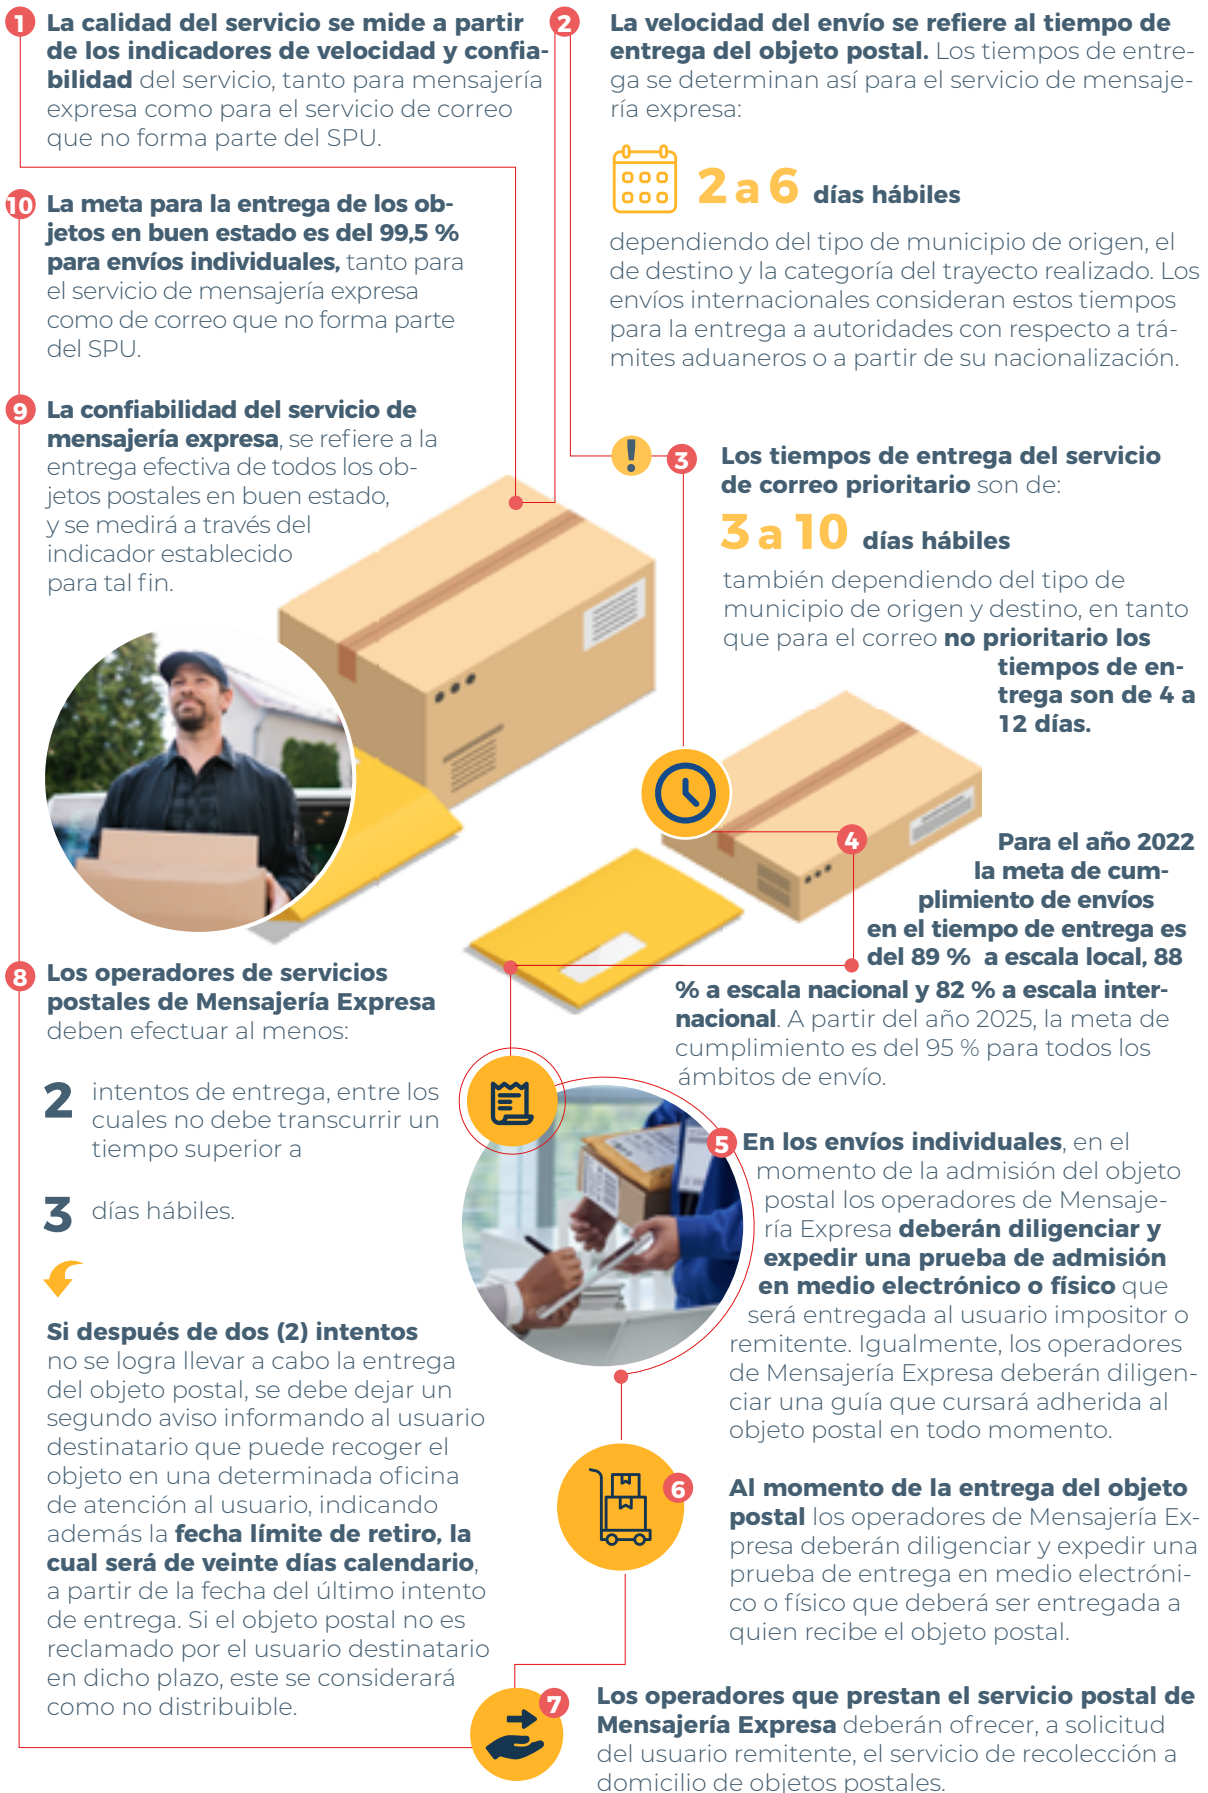 1
La calidad del servicio se mide a partir
de los indicadores de velocidad y confia-
bilidad del servicio, tanto para mensajería
expresa como para el servicio de correo
que no forma parte del SPU.
2
La velocidad del envío se refiere al tiempo de
entrega del objeto postal. Los tiempos de entre-
ga se determinan así para el servicio de mensaje-
ría expresa:
2 a 6 días hábiles
dependiendo del tipo de municipio de origen, el
de destino y la categoría del trayecto realizado. Los
envíos internacionales consideran estos tiempos
para la entrega a autoridades con respecto a trá-
mites aduaneros o a partir de su nacionalización.
!
3
Los tiempos de entrega del servicio
de correo prioritario son de:
3 a 10 días hábiles
también dependiendo del tipo de
municipio de origen y destino, en tanto
que para el correo no prioritario los
tiempos de en-
trega son de 4 a
12 días.
4
Para el año 2022
la meta de cum-
plimiento de envíos
en el tiempo de entrega es
del 89 % a escala local, 88
% a escala nacional y 82 % a escala inter-
nacional. A partir del año 2025, la meta de
cumplimiento es del 95 % para todos los
ámbitos de envío.
5
En los envíos individuales, en el
momento de la admisión del objeto
postal los operadores de Mensaje-
ría Expresa deberán diligenciar y
expedir una prueba de admisión
en medio electrónico o físico que
será entregada al usuario impositor o
remitente. Igualmente, los operadores
de Mensajería Expresa deberán diligen-
ciar una guía que cursará adherida al
objeto postal en todo momento.
6
Al momento de la entrega del objeto
postal los operadores de Mensajería Ex-
presa deberán diligenciar y expedir una
prueba de entrega en medio electróni-
co o físico que deberá ser entregada a
quien recibe el objeto postal.
7
Los operadores que prestan el servicio postal de
Mensajería Expresa deberán ofrecer, a solicitud
del usuario remitente, el servicio de recolección a
domicilio de objetos postales.
8
Los operadores de servicios
postales de Mensajería Expresa
deben efectuar al menos:
2 intentos de entrega, entre los
cuales no debe transcurrir un
tiempo superior a
3 días hábiles.
Si después de dos (2) intentos
no se logra llevar a cabo la entrega
del objeto postal, se debe dejar un
segundo aviso informando al usuario
destinatario que puede recoger el
objeto en una determinada oficina
de atención al usuario, indicando
además la fecha límite de retiro, la
cual será de veinte días calendario,
a partir de la fecha del último intento
de entrega. Si el objeto postal no es
reclamado por el usuario destinatario
en dicho plazo, este se considerará
como no distribuible.
9
La confiabilidad del servicio de
mensajería expresa, se refiere a la
entrega efectiva de todos los ob-
jetos postales en buen estado,
y se medirá a través del
indicador establecido
para tal fin.
10
La meta para la entrega de los ob-
jetos en buen estado es del 99,5 %
para envíos individuales, tanto para
el servicio de mensajería expresa
como de correo que no forma parte
del SPU.